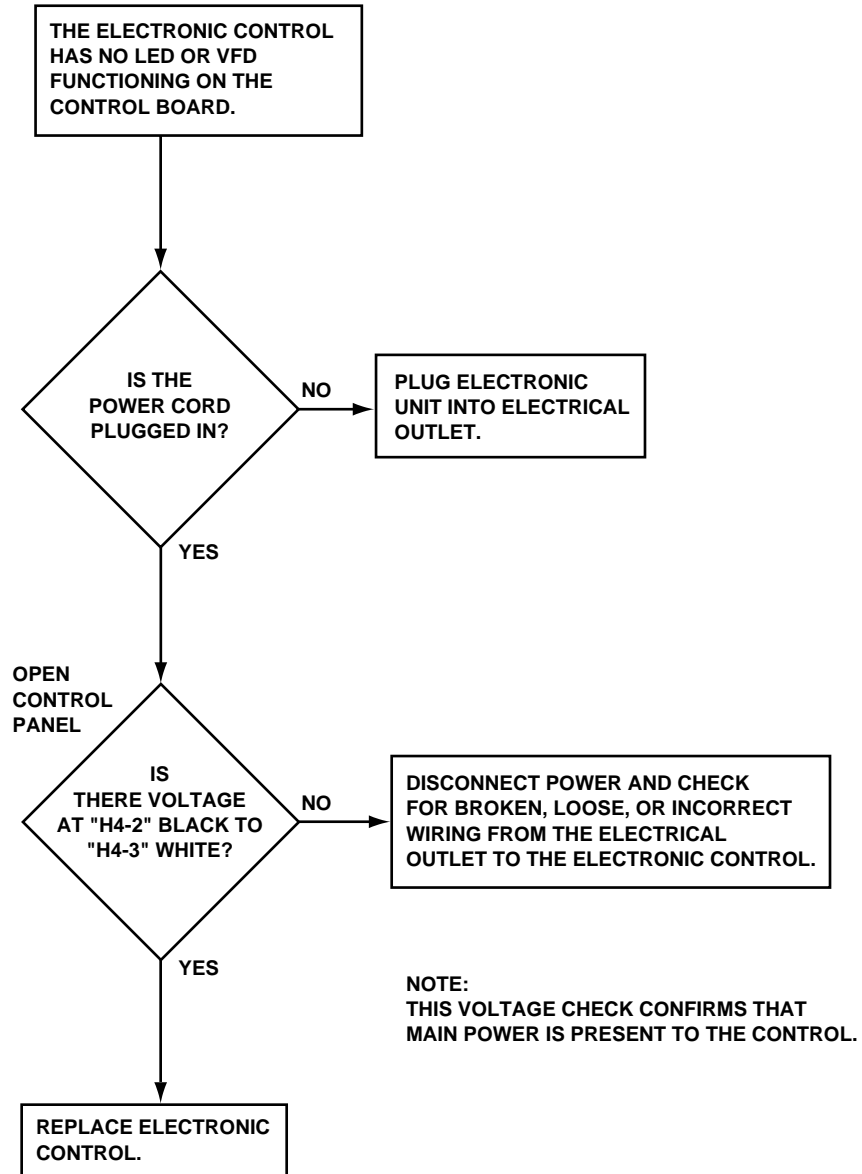 THE ELECTRONIC CONTROL
HAS NO LED OR VFD
FUNCTIONING ON THE
CONTROL BOARD.
IS THE
POWER CORD
PLUGGED IN?
NO
PLUG ELECTRONIC
UNIT INTO ELECTRICAL
OUTLET.
YES
OPEN
CONTROL
PANEL
IS
THERE VOLTAGE
AT "H4-2" BLACK TO
"H4-3" WHITE?
NO
DISCONNECT POWER AND CHECK
FOR BROKEN, LOOSE, OR INCORRECT
WIRING FROM THE ELECTRICAL
OUTLET TO THE ELECTRONIC CONTROL.
YES
NOTE:
THIS VOLTAGE CHECK CONFIRMS THAT
MAIN POWER IS PRESENT TO THE CONTROL.
REPLACE ELECTRONIC
CONTROL.